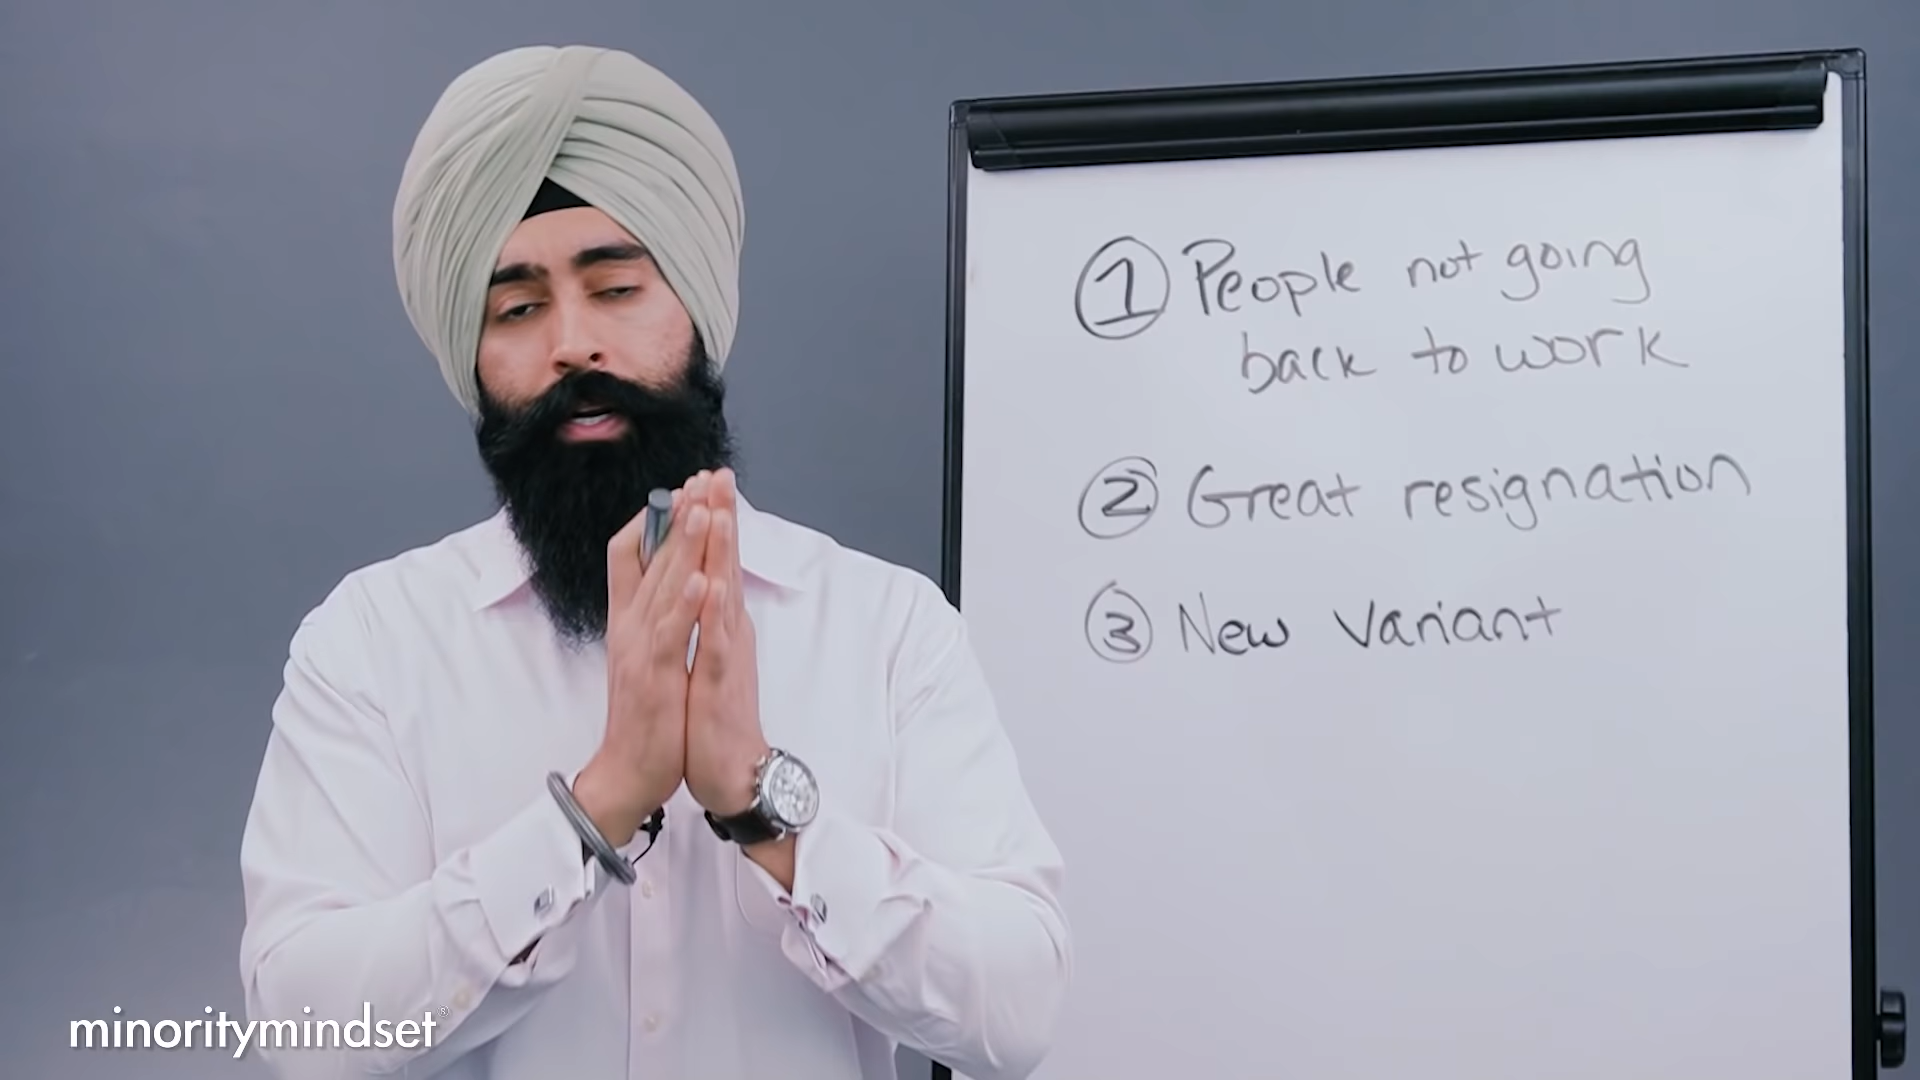 ① People not going
back to work
② Great resignation
③ New Variant
minoritymindset®